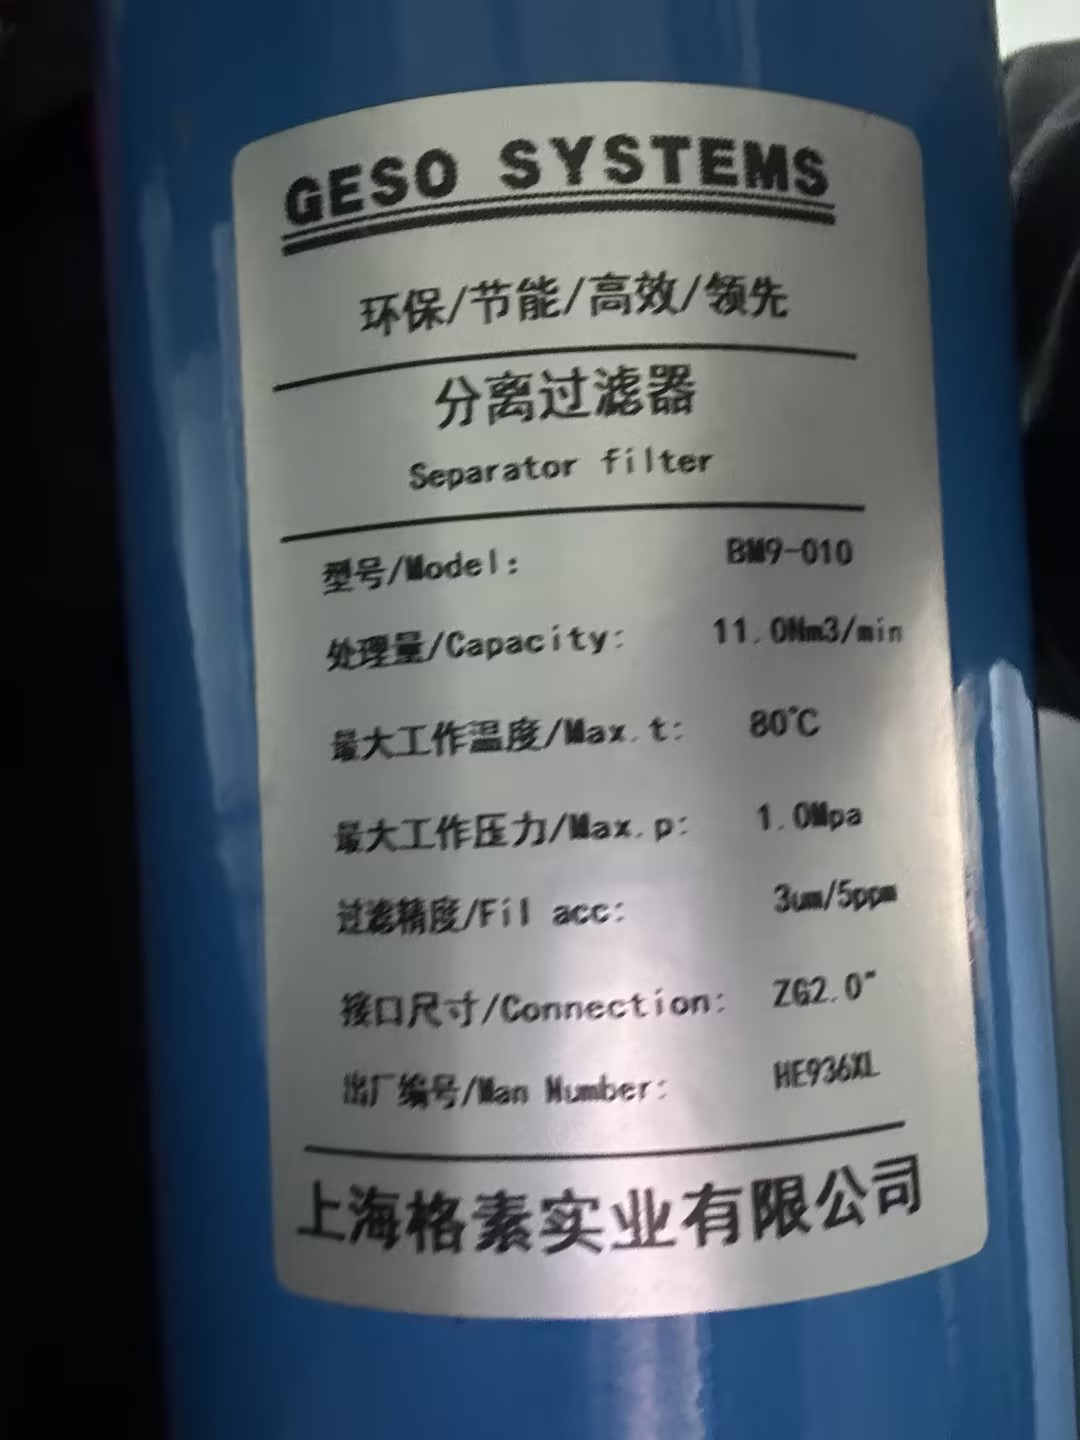 GESO SYSTEMS
环保/节能/高效/领先
分离过滤器
Separator filter
型号/Model: BM9-010
处理量/Capacity: 11.0Nm3/min
最大工作温度/Max.t: 80℃
最大工作压力/Max.p: 1.0Mpa
过滤精度/Fil acc: 3um/5ppm
接口尺寸/Connection: ZG2.0"
出厂编号/Man Number: HE936XL
上海格素实业有限公司